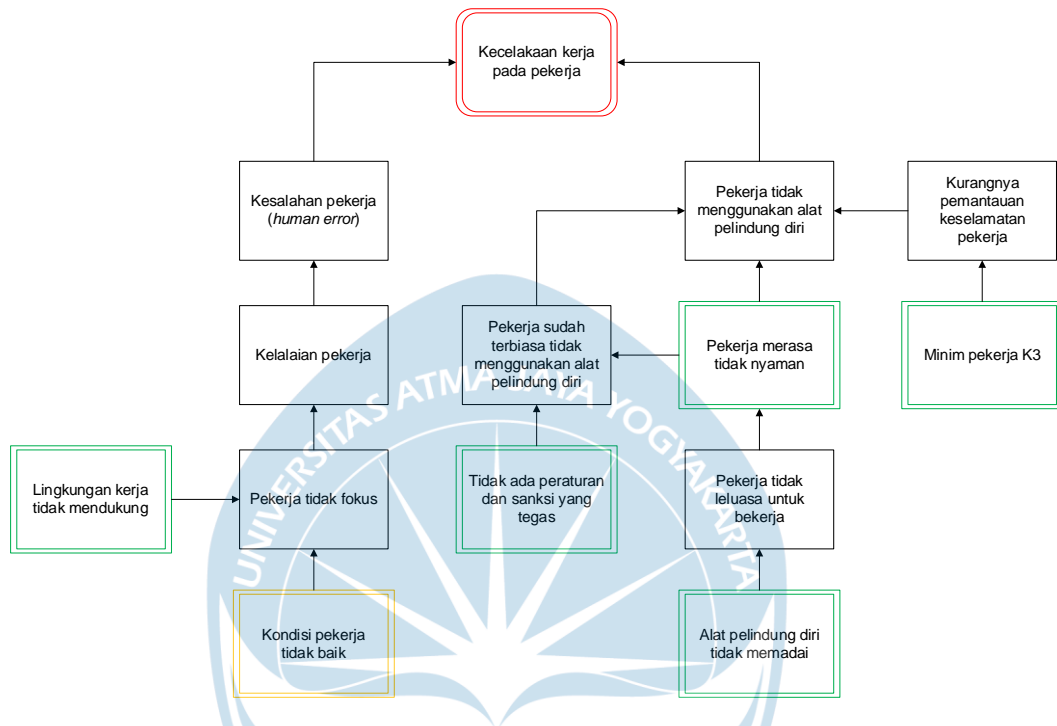 Kecelakaan kerja
pada pekerja
Kesalahan pekerja
(human error)
Pekerja tidak
menggunakan alat
pelindung diri
Kurangnya
pemantauan
keselamatan
pekerja
Kelalaian pekerja
Pekerja sudah
terbiasa tidak
menggunakan alat
pelindung diri
Pekerja merasa
tidak nyaman
Minim pekerja K3
Lingkungan kerja
tidak mendukung
Pekerja tidak fokus
Tidak ada peraturan
dan sanksi yang
tegas
Pekerja tidak
leluasa untuk
bekerja
Kondisi pekerja
tidak baik
Alat pelindung diri
tidak memadai
UNIVERSITAS ATMA JAYA YOGYAKARTA